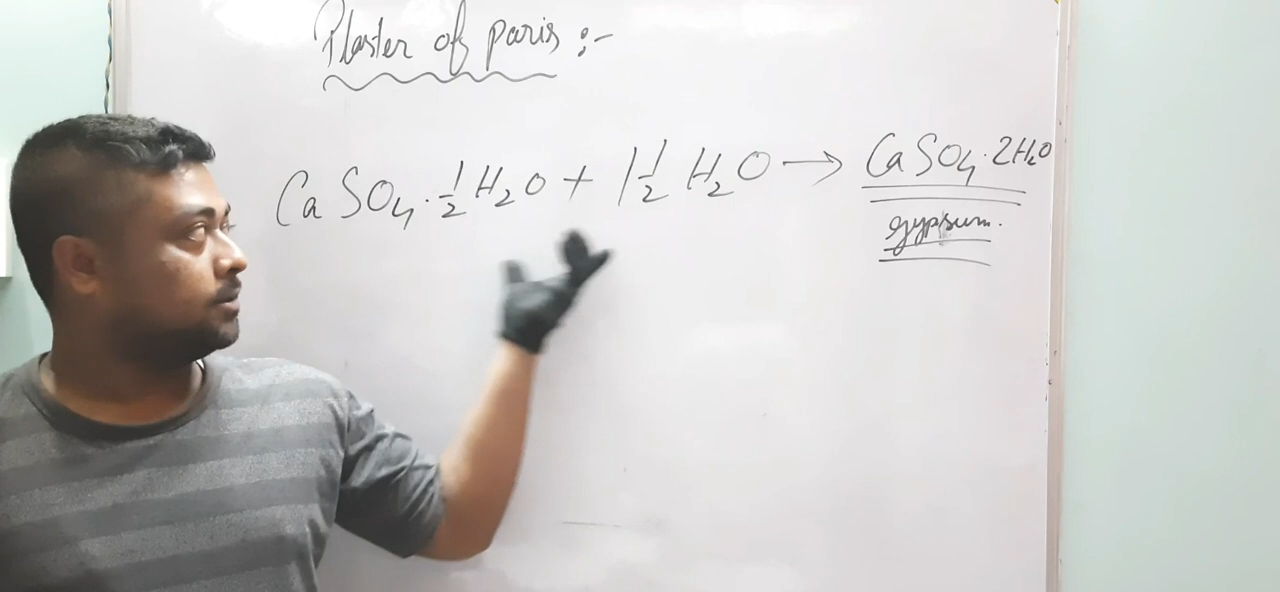 Plaster of paris :-
CaSO₄.½H₂O + 1½ H₂O → CaSO₄.2H₂O
gypsum.